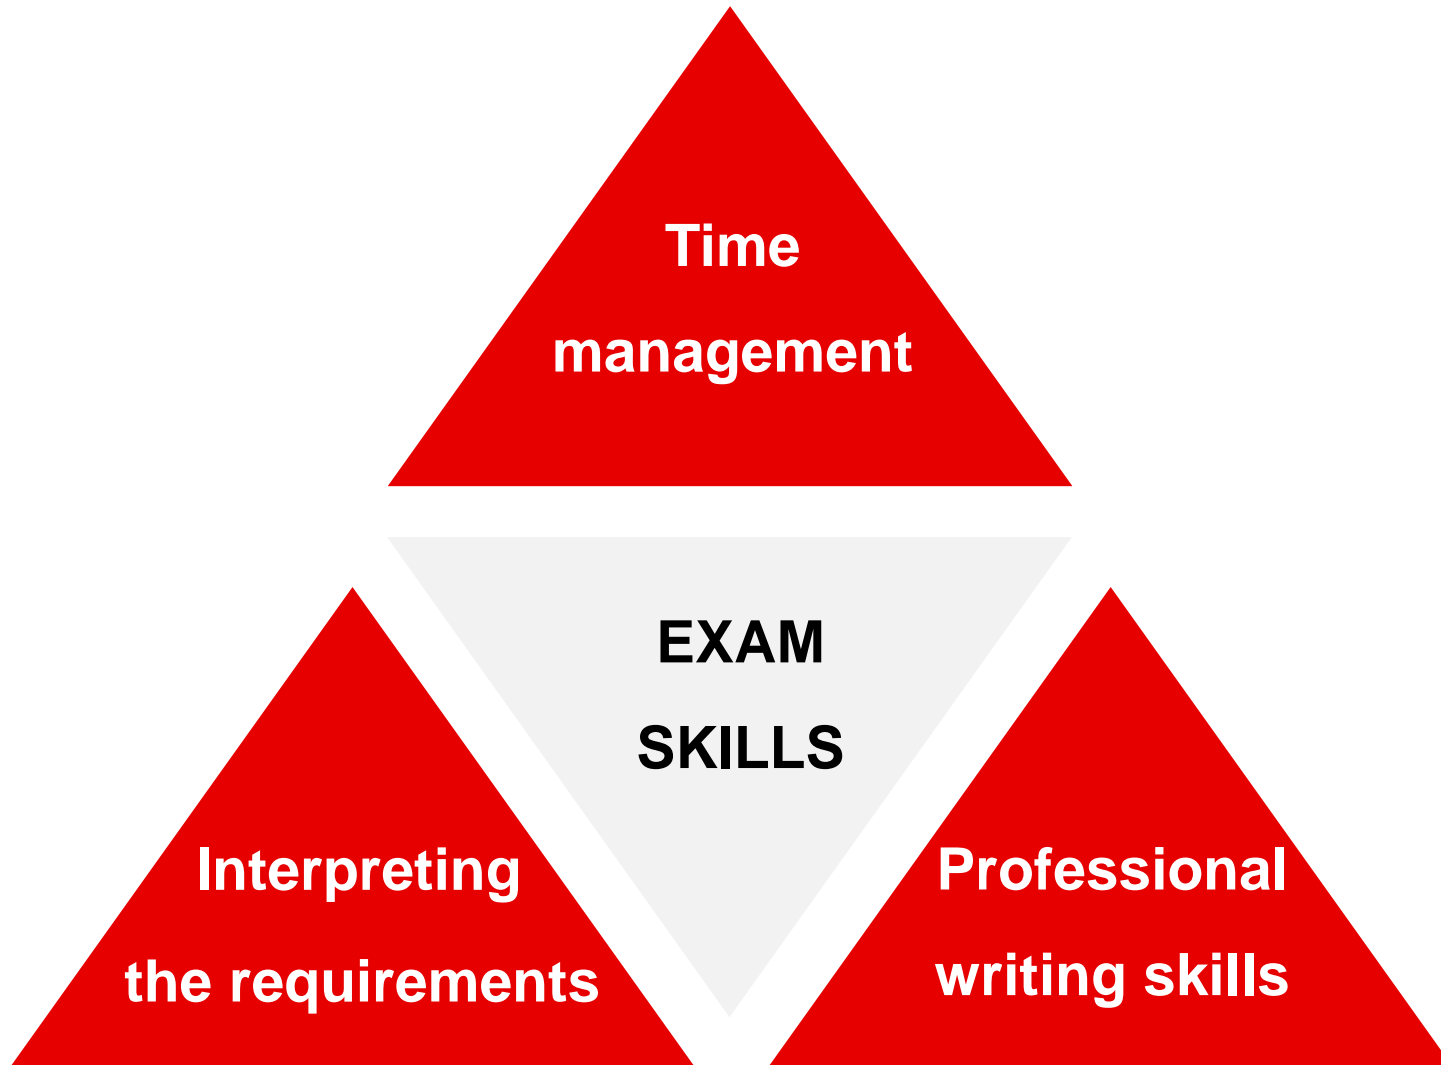 Time
management
EXAM
SKILLS
Interpreting
the requirements
Professional
writing skills